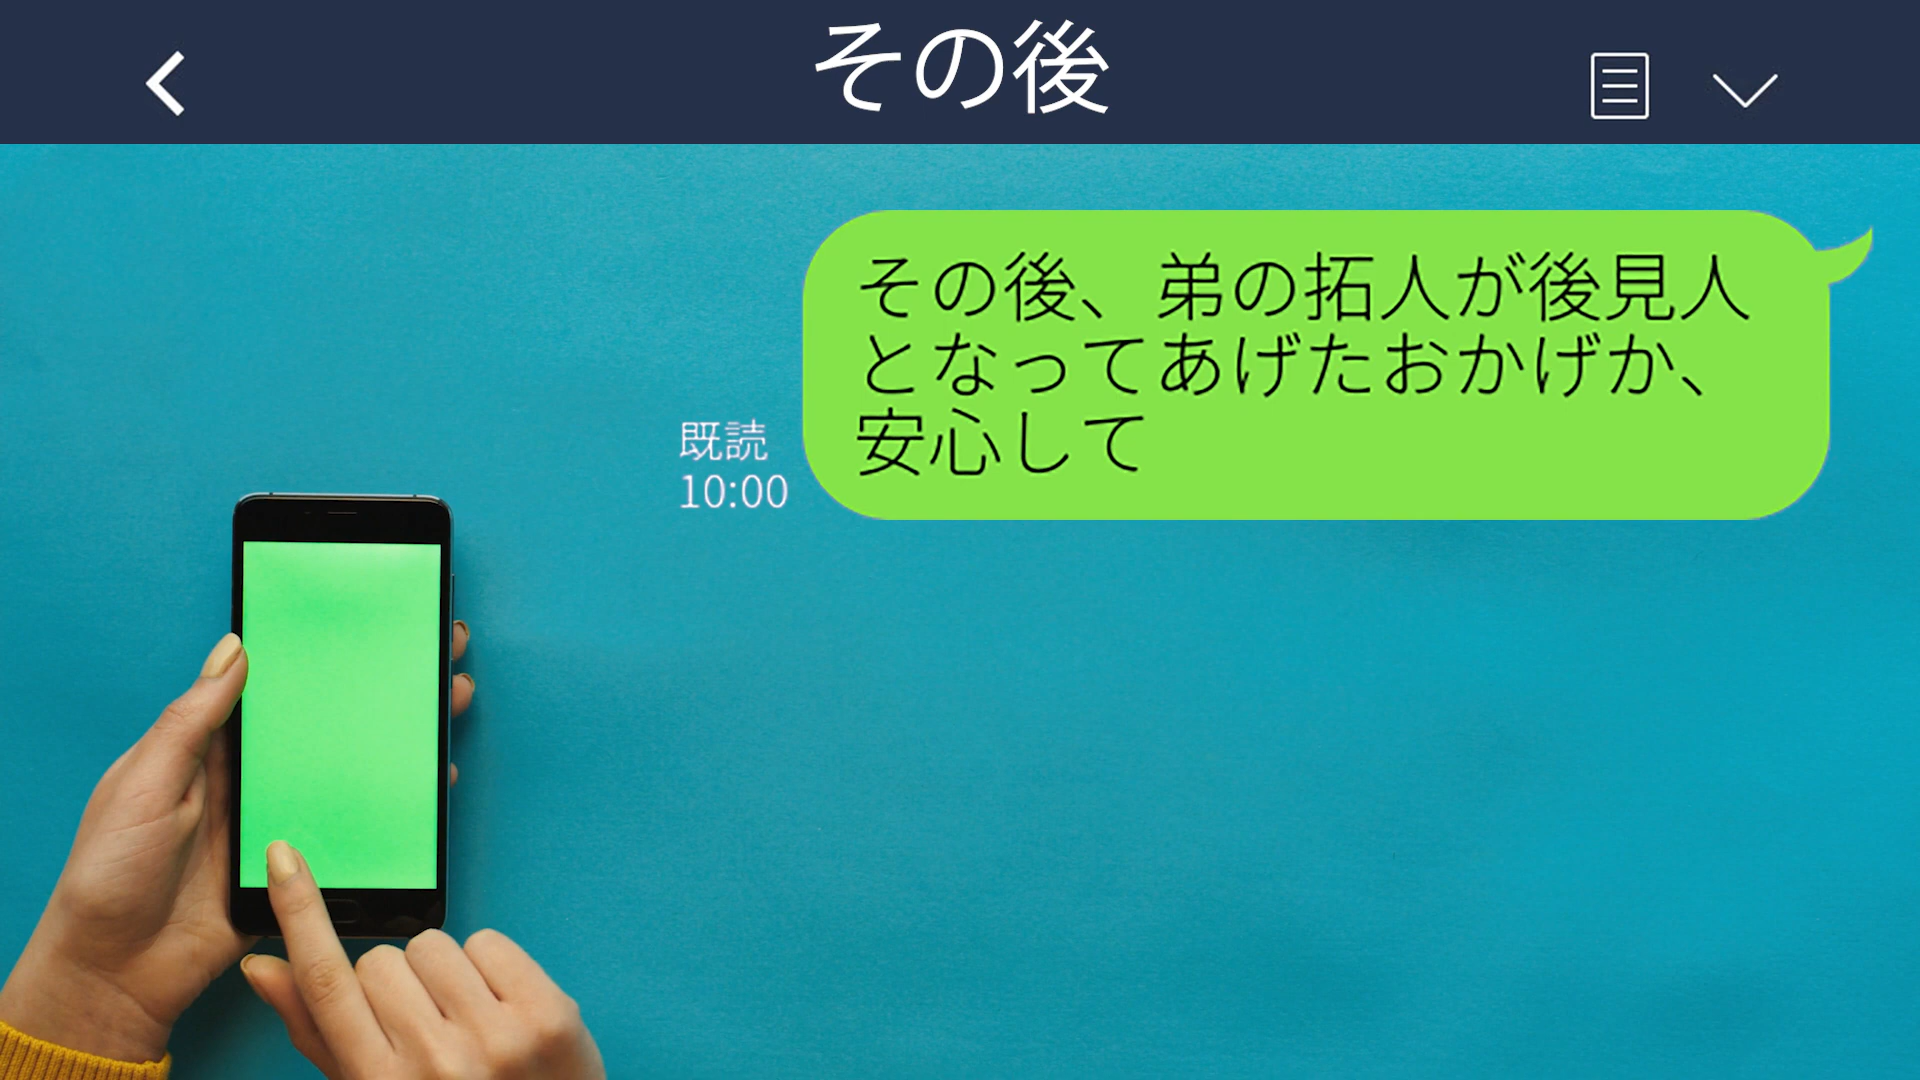 その後
その後、弟の拓人が後見人
となってあげたおかげか、
安心して
既読
10:00